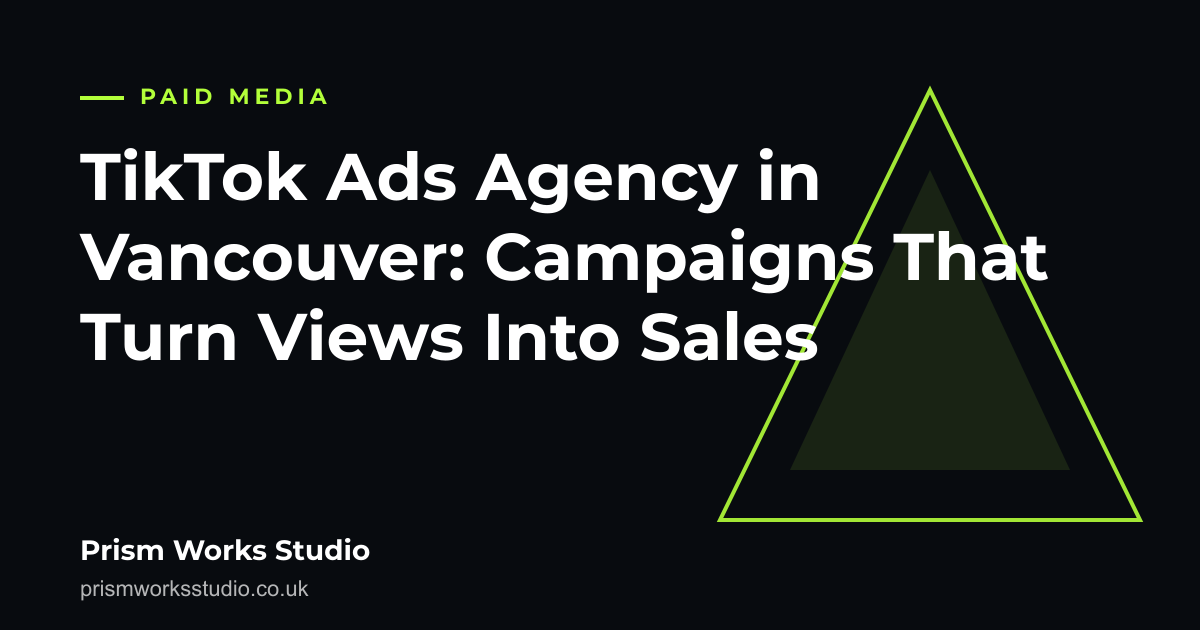 PAID MEDIA
TikTok Ads Agency in
Vancouver: Campaigns That
Turn Views Into Sales
Prism Works Studio
prismworksstudio.co.uk